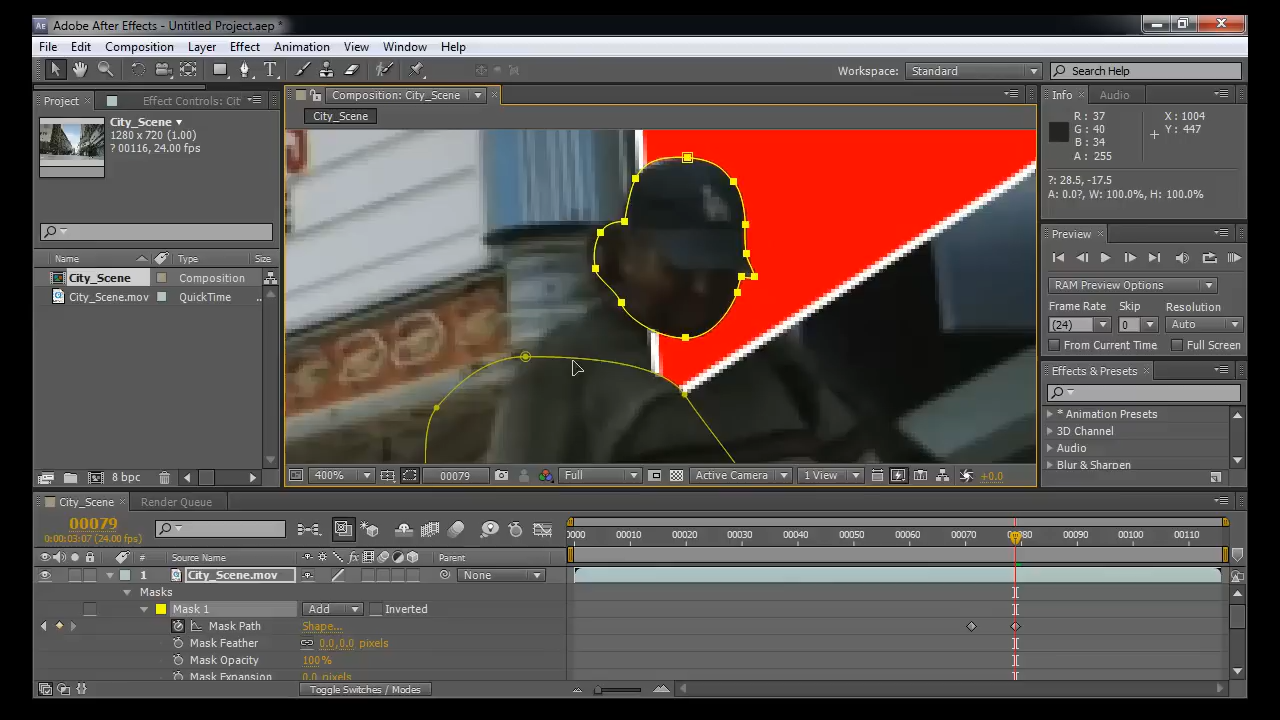 Adobe After Effects - Untitled Project.aep *
File Edit Composition Layer Effect Animation View Window Help
Workspace: Standard Search Help
Project Effect Controls: Cit
Composition: City_Scene
Info Audio
City_Scene
City_Scene
1280 x 720 (1.00)
? 00116, 24.00 fps
R : 37
G : 40
B : 34
A : 255
X : 1004
Y : 447
?: 28.5, -17.5
A: 0.0?, W: 100.0%, H: 100.0%
Preview
Name Type
City_Scene Composition
City_Scene.mov QuickTime
RAM Preview Options
Frame Rate Skip Resolution
(24) 0 Auto
From Current Time Full Screen
Effects & Presets
* Animation Presets
3D Channel
Audio
Blur & Sharpen
8 bpc
400% 00079 Full Active Camera 1 View +0.0
City_Scene Render Queue
00079
0:00:03:07 (24.00 fps)
0000 00010 00020 00030 00040 00050 00060 00070 00080 00090 00100 00110
# Source Name Parent
1 City_Scene.mov None
Masks
Mask 1 Add Inverted
Mask Path Shape...
Mask Feather 0.0,0.0 pixels
Mask Opacity 100%
Mask Expansion 0.0 pixels
Toggle Switches / Modes